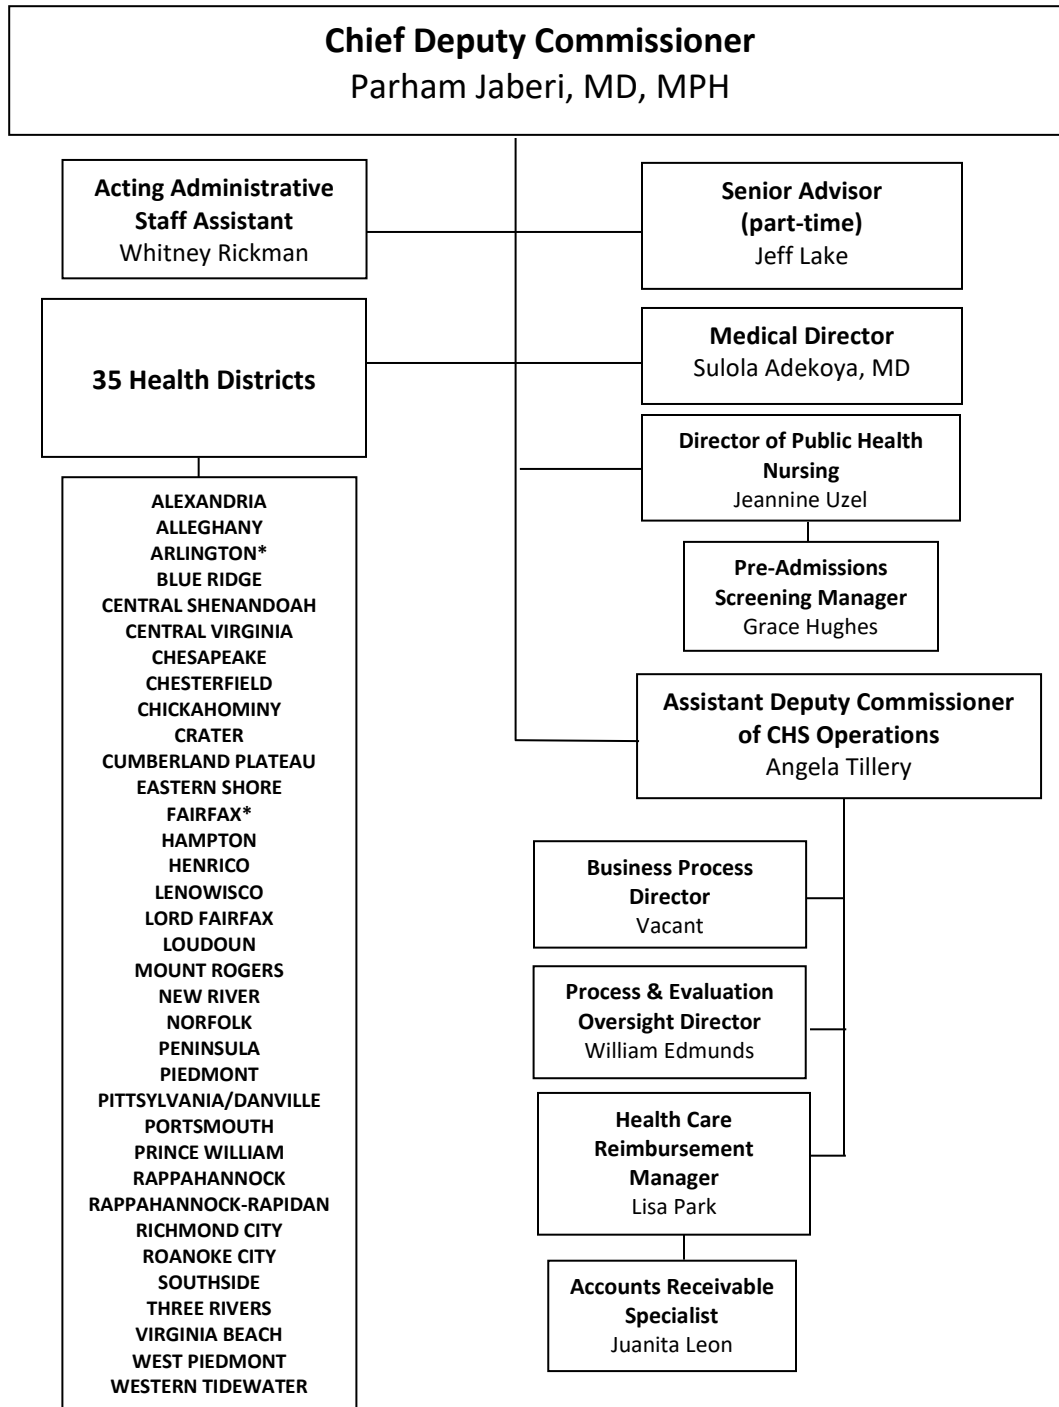 Chief Deputy Commissioner
Parham Jaberi, MD, MPH
Acting Administrative
Staff Assistant
Whitney Rickman
Senior Advisor
(part-time)
Jeff Lake
35 Health Districts
Medical Director
Sulola Adekoya, MD
Director of Public Health
Nursing
Jeannine Uzel
Pre-Admissions
Screening Manager
Grace Hughes
Assistant Deputy Commissioner
of CHS Operations
Angela Tillery
Business Process
Director
Vacant
Process & Evaluation
Oversight Director
William Edmunds
Health Care
Reimbursement
Manager
Lisa Park
Accounts Receivable
Specialist
Juanita Leon
ALEXANDRIA
ALLEGHANY
ARLINGTON*
BLUE RIDGE
CENTRAL SHENANDOAH
CENTRAL VIRGINIA
CHESAPEAKE
CHESTERFIELD
CHICKAHOMINY
CRATER
CUMBERLAND PLATEAU
EASTERN SHORE
FAIRFAX*
HAMPTON
HENRICO
LENOWISCO
LORD FAIRFAX
LOUDOUN
MOUNT ROGERS
NEW RIVER
NORFOLK
PENINSULA
PIEDMONT
PITTSYLVANIA/DANVILLE
PORTSMOUTH
PRINCE WILLIAM
RAPPAHANNOCK
RAPPAHANNOCK-RAPIDAN
RICHMOND CITY
ROANOKE CITY
SOUTHSIDE
THREE RIVERS
VIRGINIA BEACH
WEST PIEDMONT
WESTERN TIDEWATER